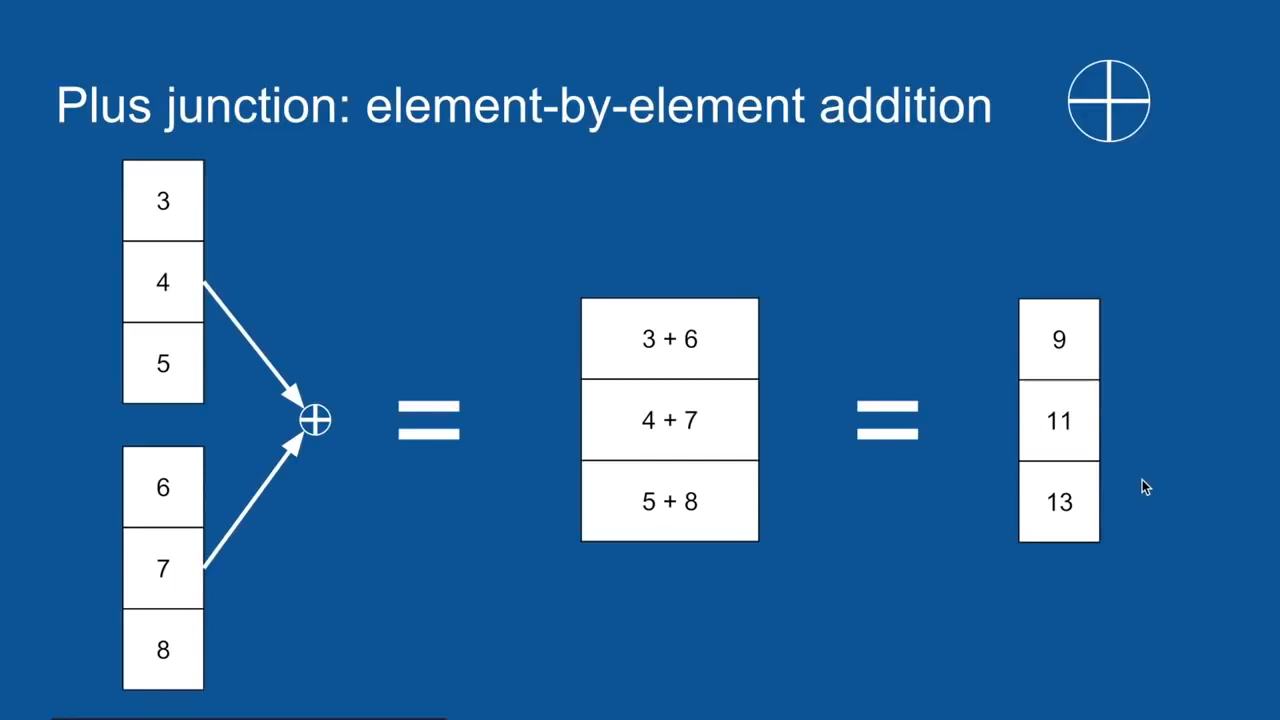 Plus junction: element-by-element addition
3
4
5
6
7
8
=
3 + 6
4 + 7
5 + 8
=
9
11
13